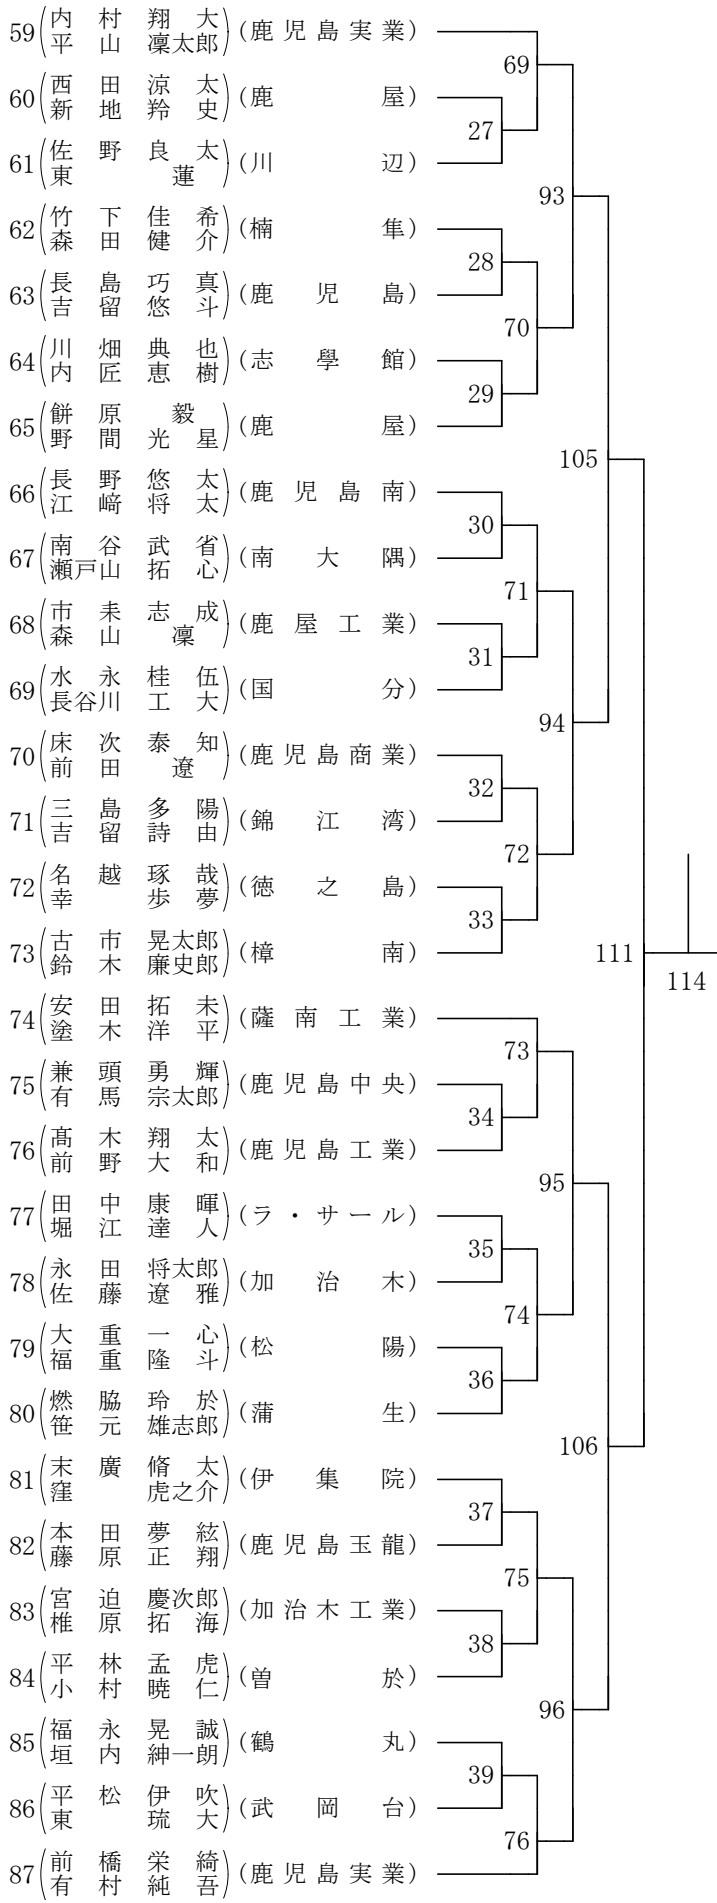 59 (内村翔大 平山凜太郎) (鹿児島実業)
60 (西田涼太 新地羚史) (鹿屋)
61 (佐野良太 東蓮) (川辺)
62 (竹下佳希 森田健介) (楠隼)
63 (長島巧真 吉留悠斗) (鹿児島)
64 (川畑典也 内匠恵樹) (志學館)
65 (餅原毅 野間光星) (鹿屋)
66 (長野悠太 江﨑将太) (鹿児島南)
67 (南谷武省 瀬戸山拓心) (南大隅)
68 (市耒志成 森山凜) (鹿屋工業)
69 (水永桂伍 長谷川工大) (国分)
70 (床次泰知 前田遼) (鹿児島商業)
71 (三島多陽 吉留詩由) (錦江湾)
72 (名越琢哉 幸歩夢) (徳之島)
73 (古市晃太郎 鈴木廉史郎) (樟南)
74 (安田拓未 塗木洋平) (薩南工業)
75 (兼頭勇輝 有馬宗太郎) (鹿児島中央)
76 (髙木翔太 前野大和) (鹿児島工業)
77 (田中康暉 堀江達人) (ラ・サール)
78 (永田将太郎 佐藤遼雅) (加治木)
79 (大重一心 福重隆斗) (松陽)
80 (燃脇玲於 笹元雄志郎) (蒲生)
81 (末廣脩太 窪虎之介) (伊集院)
82 (本田夢絃 藤原正翔) (鹿児島玉龍)
83 (宮迫慶次郎 椎原拓海) (加治木工業)
84 (平林孟虎 小村暁仁) (曽於)
85 (福永晃誠 垣内紳一朗) (鶴丸)
86 (平松伊吹 東琉大) (武岡台)
87 (前橋栄綺 有村純吾) (鹿児島実業)
27
28
29
30
31
32
33
34
35
36
37
38
39
69
70
71
72
73
74
75
76
93
94
95
96
105
106
111
114